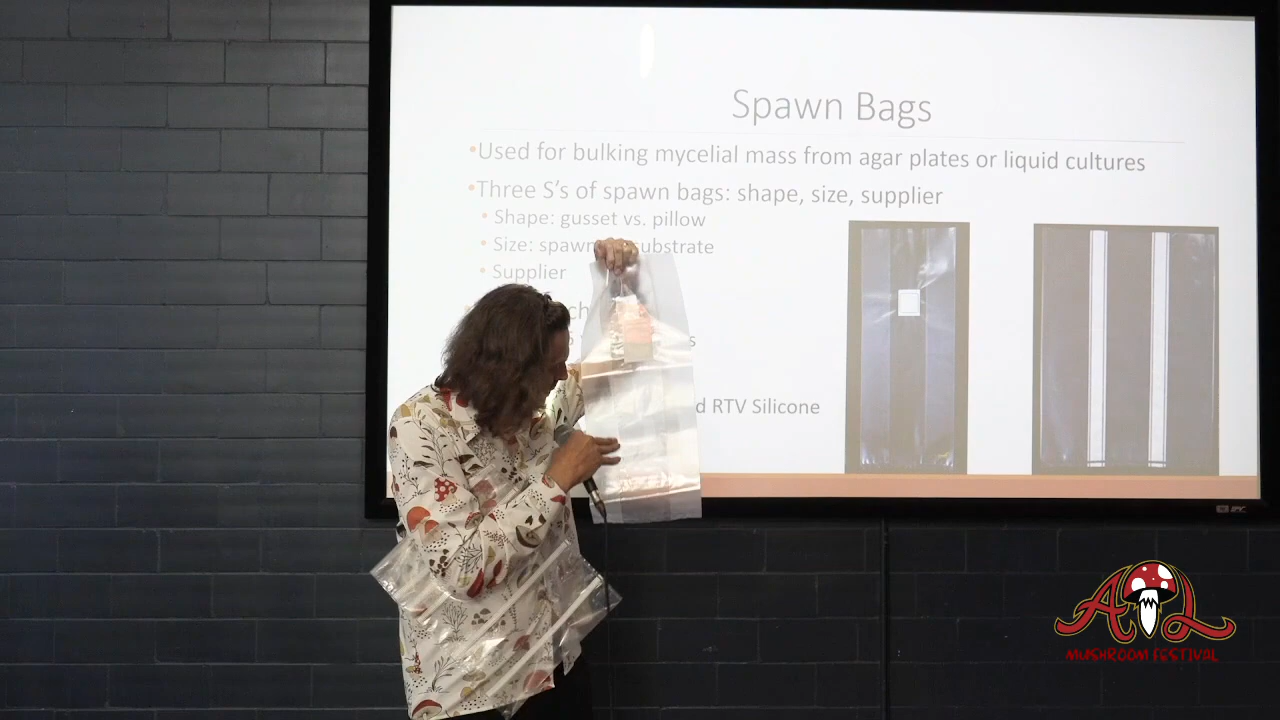 Spawn Bags
•Used for bulking mycelial mass from agar plates or liquid cultures
•Three S's of spawn bags: shape, size, supplier
• Shape: gusset vs. pillow
• Size: spawn substrate
• Supplier
d RTV Silicone
AL
MUSHROOM FESTIVAL